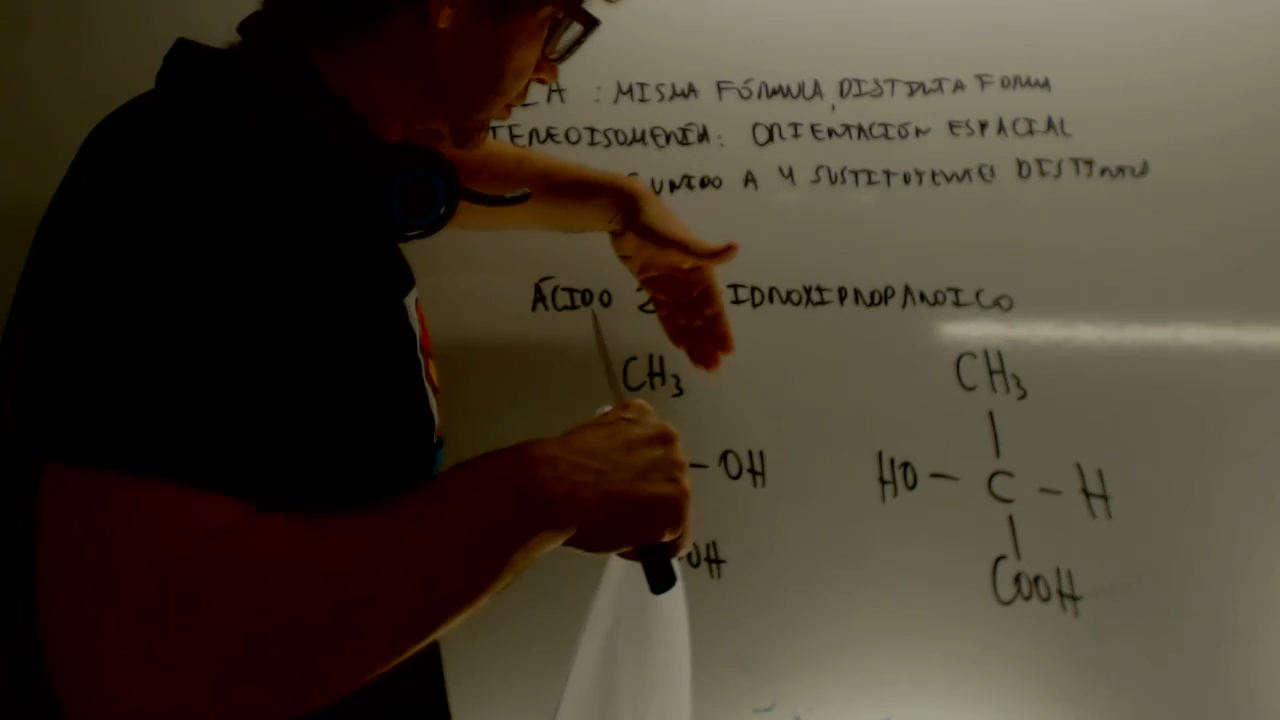 IA : MISMA FÓRMULA, DISTINTA FORMA
TEREOISOMERÍA: ORIENTACIÓN ESPACIAL
UNIDO A 4 SUSTITUYENTES DISTINTOS
ÁCIDO 2 IDROXIPROPANOICO
CH3 CH3
– OH HO – C – H
OH COOH